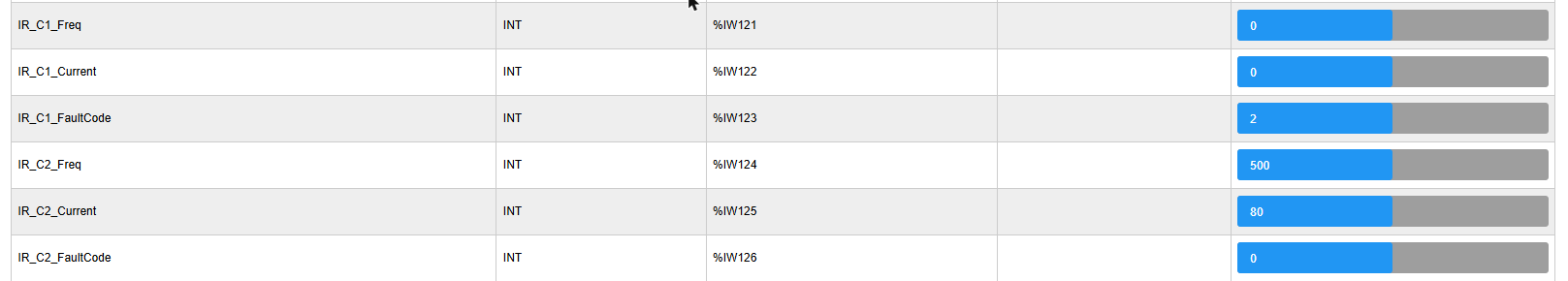 IR_C1_Freq INT %IW121 0
IR_C1_Current INT %IW122 0
IR_C1_FaultCode INT %IW123 2
IR_C2_Freq INT %IW124 500
IR_C2_Current INT %IW125 80
IR_C2_FaultCode INT %IW126 0